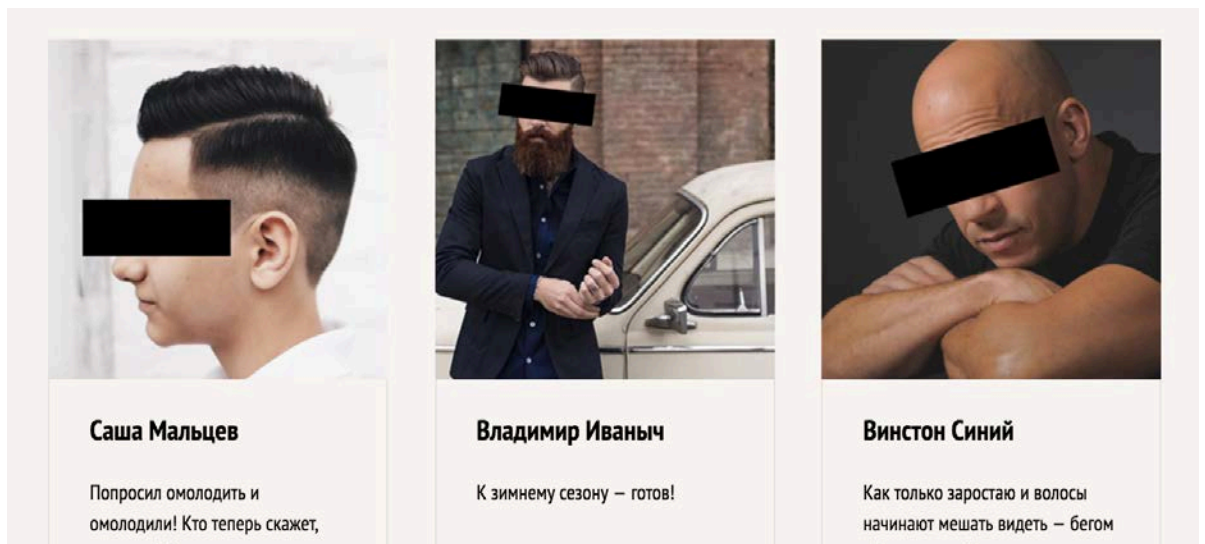 Саша Мальцев
Попросил омолодить и
омолодили! Кто теперь скажет,
Владимир Иваныч
К зимнему сезону — готов!
Винстон Синий
Как только заростаю и волосы
начинают мешать видеть — бегом